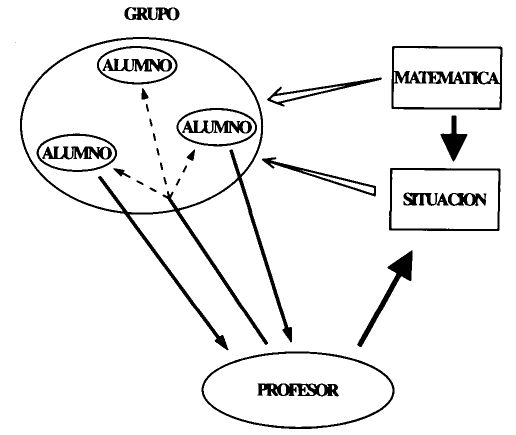 GRUPO
ALUMNO
MATEMATICA
ALUMNO
ALUMNO
SITUACION
PROFESOR